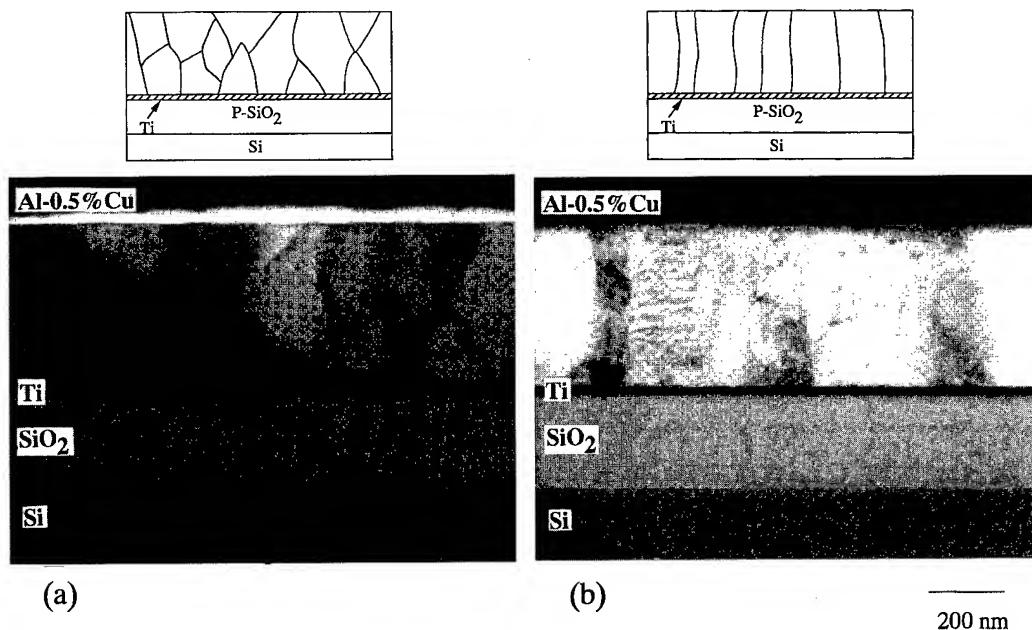 P-SiO2
Ti
Si
P-SiO2
Ti
Si
Al-0.5%Cu
Ti
SiO2
Si
Al-0.5%Cu
Ti
SiO2
Si
(a)
(b)
200 nm